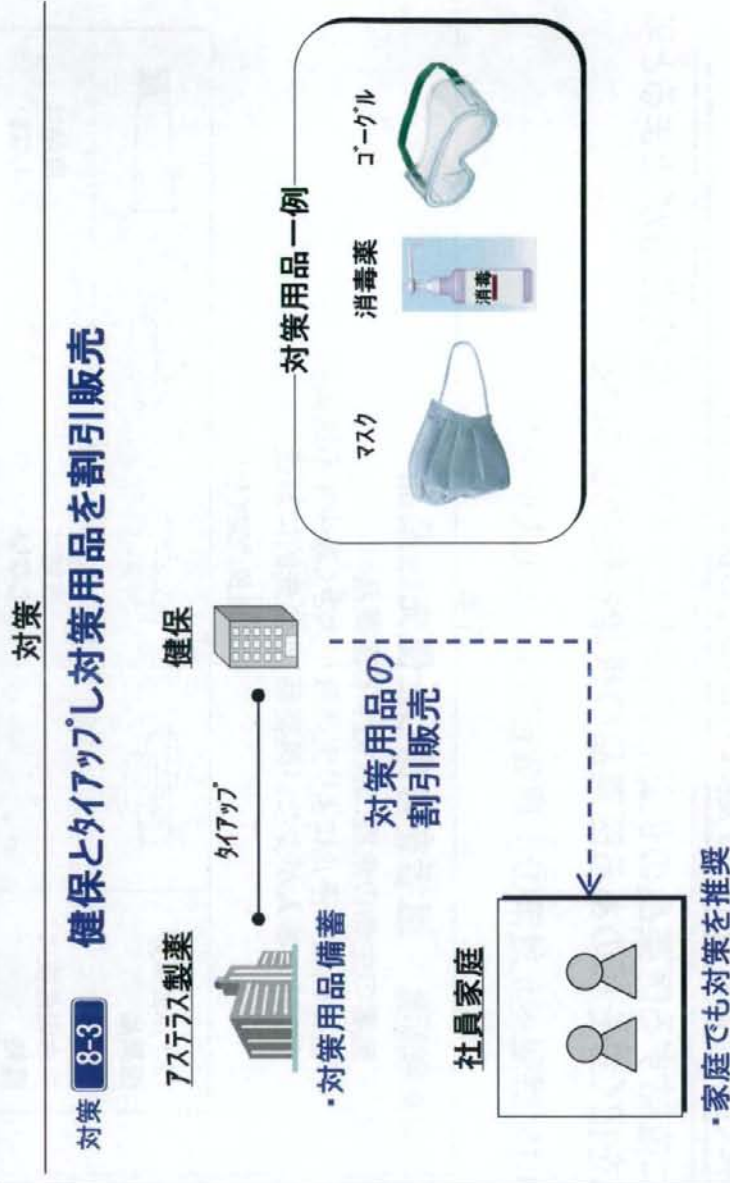 対策
対策 8-3 健保とタイアップし対策用品を割引販売
アステラス製薬
タイアップ
健保
・対策用品備蓄
対策用品の
割引販売
社員家庭
・家庭でも対策を推奨
対策用品一例
マスク
消毒薬
ゴーグル
消毒